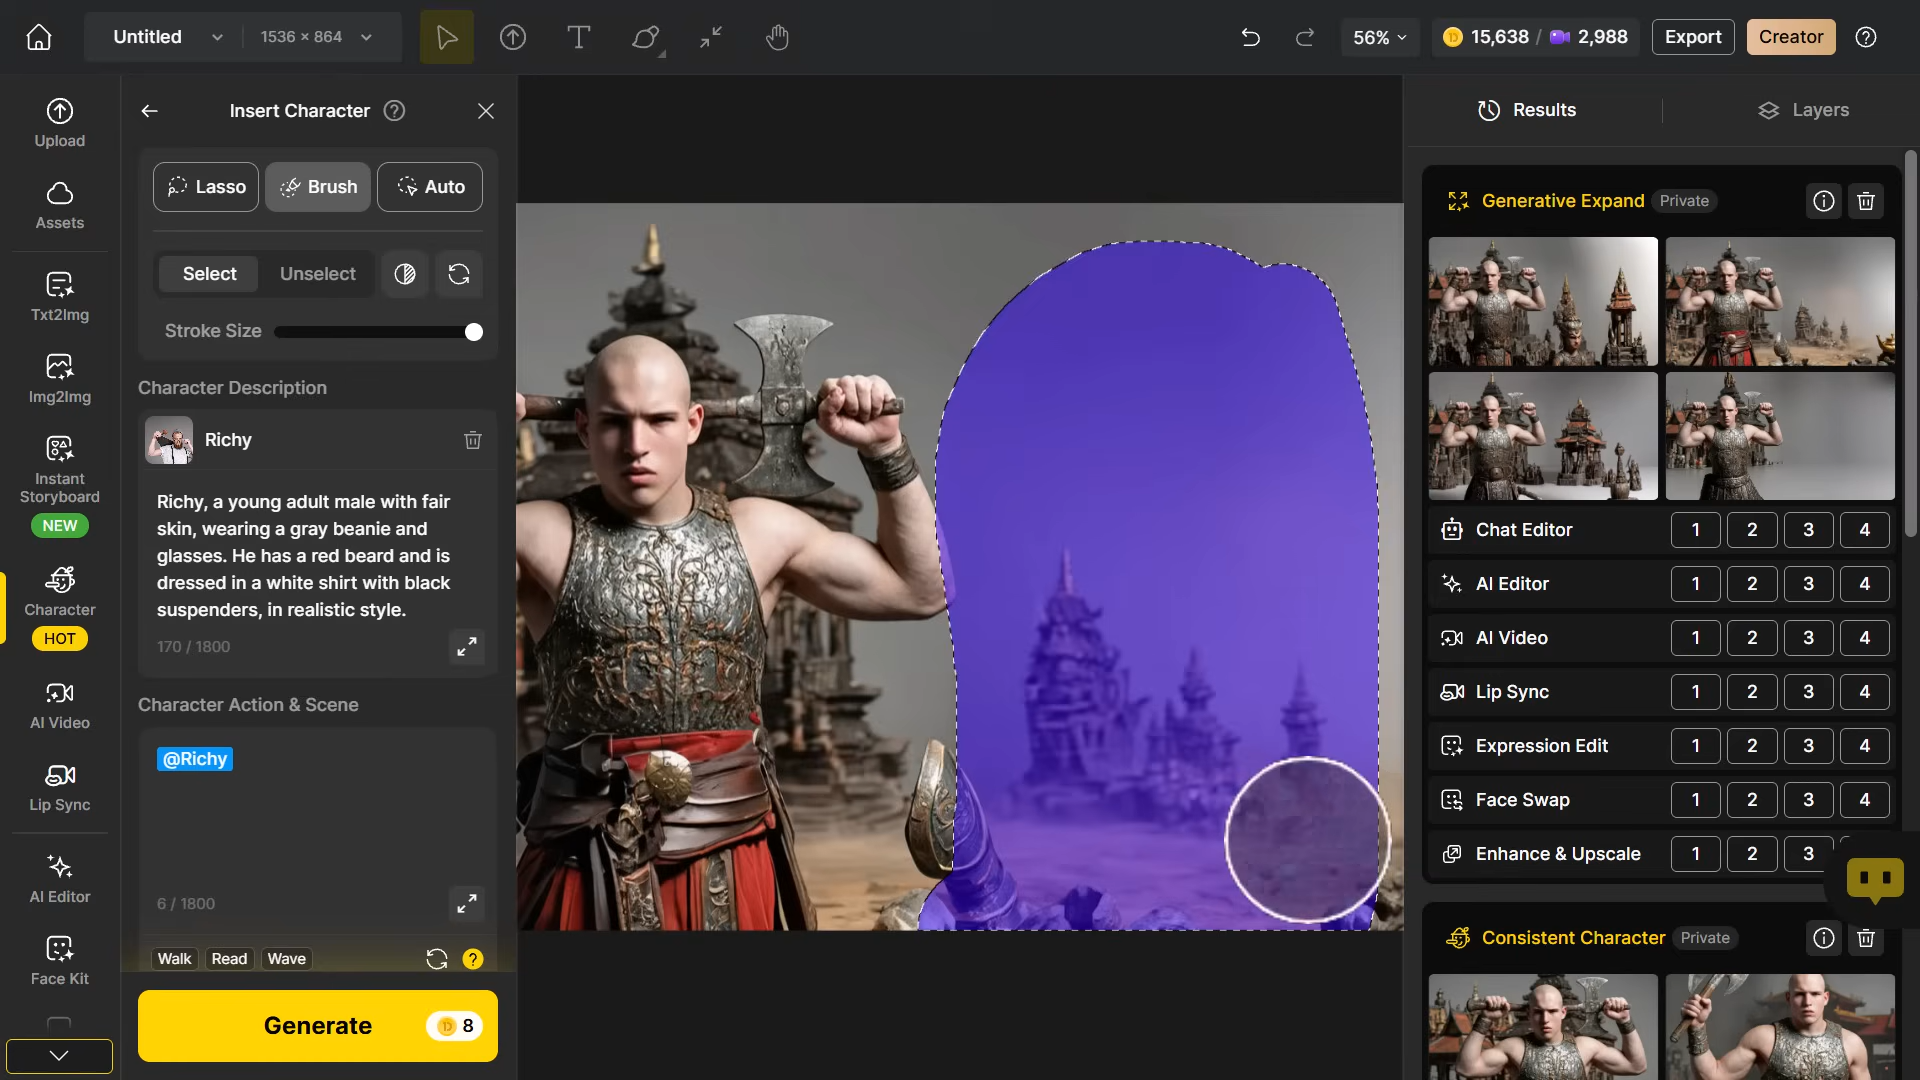 Untitled
1536 × 864
56%
15,638 / 2,988
Export
Creator
Upload
Assets
Txt2Img
Img2Img
Instant
Storyboard
NEW
Character
HOT
AI Video
Lip Sync
AI Editor
Face Kit
Insert Character
Lasso
Brush
Auto
Select
Unselect
Stroke Size
Character Description
Richy
Richy, a young adult male with fair
skin, wearing a gray beanie and
glasses. He has a red beard and is
dressed in a white shirt with black
suspenders, in realistic style.
170 / 1800
Character Action & Scene
@Richy
6 / 1800
Walk Read Wave
Generate 8
Results
Layers
Generative Expand Private
Chat Editor 1 2 3 4
AI Editor 1 2 3 4
AI Video 1 2 3 4
Lip Sync 1 2 3 4
Expression Edit 1 2 3 4
Face Swap 1 2 3 4
Enhance & Upscale 1 2 3
Consistent Character Private